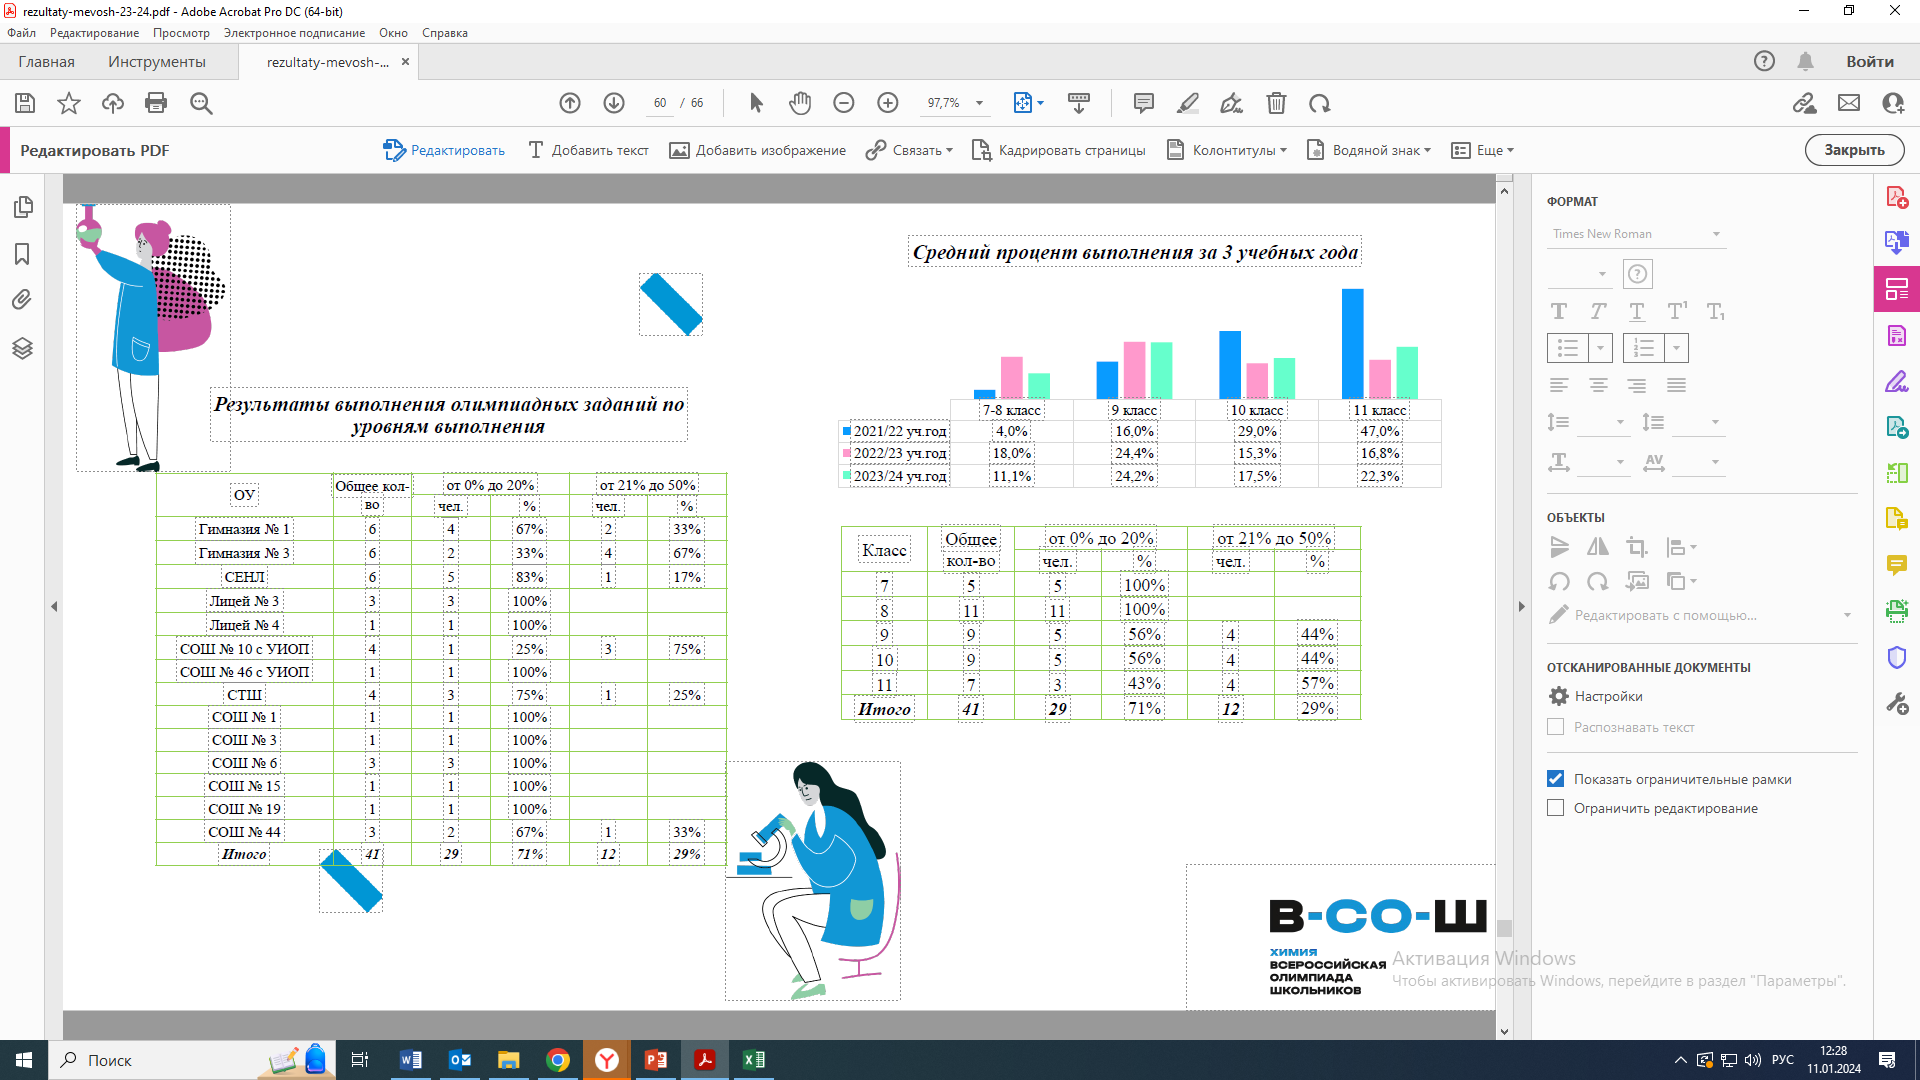 rezultaty-mevosh-23-24.pdf - Adobe Acrobat Pro DC (64-bit)
Файл Редактирование Просмотр Электронное подписание Окно Справка
Главная Инструменты rezultaty-mevosh-... × Войти
60 / 66 97,7%
Редактировать PDF Редактировать Добавить текст Добавить изображение Связать Кадрировать страницы Колонтитулы Водяной знак Еще Закрыть
Средний процент выполнения за 3 учебных года
7-8 класс 9 класс 10 класс 11 класс
2021/22 уч.год 4,0% 16,0% 29,0% 47,0%
2022/23 уч.год 18,0% 24,4% 15,3% 16,8%
2023/24 уч.год 11,1% 24,2% 17,5% 22,3%
Результаты выполнения олимпиадных заданий по
уровням выполнения
ОУ Общее кол-во от 0% до 20% от 21% до 50%
чел. % чел. %
Гимназия № 1 6 4 67% 2 33%
Гимназия № 3 6 2 33% 4 67%
СЕНЛ 6 5 83% 1 17%
Лицей № 3 3 3 100%
Лицей № 4 1 1 100%
СОШ № 10 с УИОП 4 1 25% 3 75%
СОШ № 46 с УИОП 1 1 100%
СТШ 4 3 75% 1 25%
СОШ № 1 1 1 100%
СОШ № 3 1 1 100%
СОШ № 6 3 3 100%
СОШ № 15 1 1 100%
СОШ № 19 1 1 100%
СОШ № 44 3 2 67% 1 33%
Итого 41 29 71% 12 29%
Класс Общее кол-во от 0% до 20% от 21% до 50%
чел. % чел. %
7 5 5 100%
8 11 11 100%
9 9 5 56% 4 44%
10 9 5 56% 4 44%
11 7 3 43% 4 57%
Итого 41 29 71% 12 29%
В-СО-Ш
ХИМИЯ
ВСЕРОССИЙСКАЯ
ОЛИМПИАДА
ШКОЛЬНИКОВ
ФОРМАТ
Times New Roman
ОБЪЕКТЫ
Редактировать с помощью...
ОТСКАНИРОВАННЫЕ ДОКУМЕНТЫ
Настройки
Распознавать текст
Показать ограничительные рамки
Ограничить редактирование
Активация Windows
Чтобы активировать Windows, перейдите в раздел "Параметры".
Поиск
РУС 12:28
11.01.2024